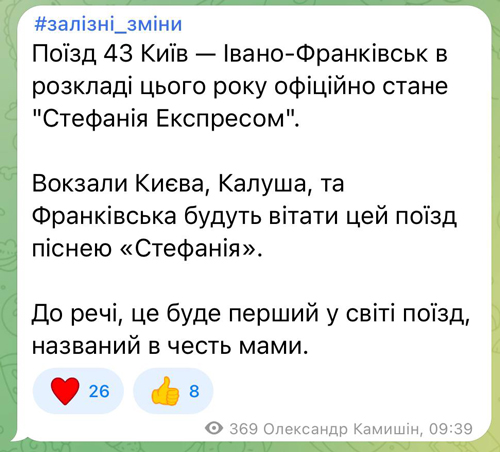 #залізні_зміни
Поїзд 43 Київ — Івано-Франківськ в
розкладі цього року офіційно стане
"Стефанія Експресом".
Вокзали Києва, Калуша, та
Франківська будуть вітати цей поїзд
піснею «Стефанія».
До речі, це буде перший у світі поїзд,
названий в честь мами.
26 8
369 Олександр Камишін, 09:39